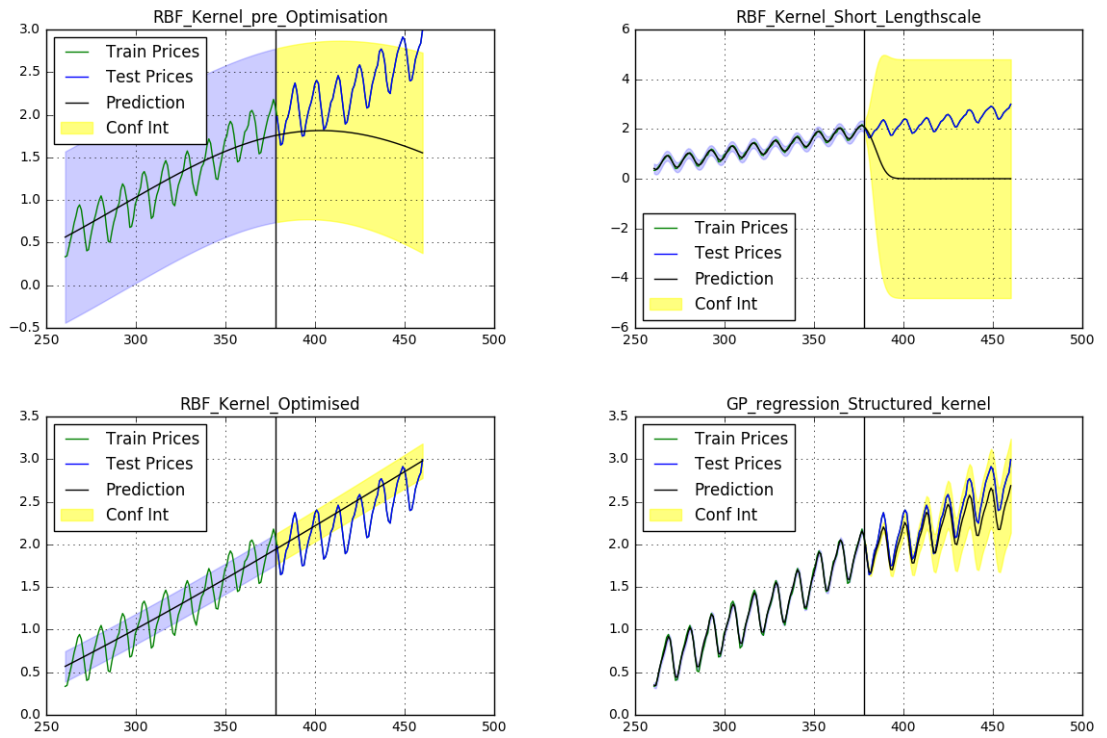 RBF_Kernel_pre_Optimisation
3.0
2.5
2.0
1.5
1.0
0.5
0.0
−0.5
Train Prices
Test Prices
Prediction
Conf Int
250 300 350 400 450 500
RBF_Kernel_Short_Lengthscale
6
4
2
0
−2
−4
−6
Train Prices
Test Prices
Prediction
Conf Int
250 300 350 400 450 500
RBF_Kernel_Optimised
3.5
3.0
2.5
2.0
1.5
1.0
0.5
0.0
Train Prices
Test Prices
Prediction
Conf Int
250 300 350 400 450 500
GP_regression_Structured_kernel
3.5
3.0
2.5
2.0
1.5
1.0
0.5
0.0
Train Prices
Test Prices
Prediction
Conf Int
250 300 350 400 450 500